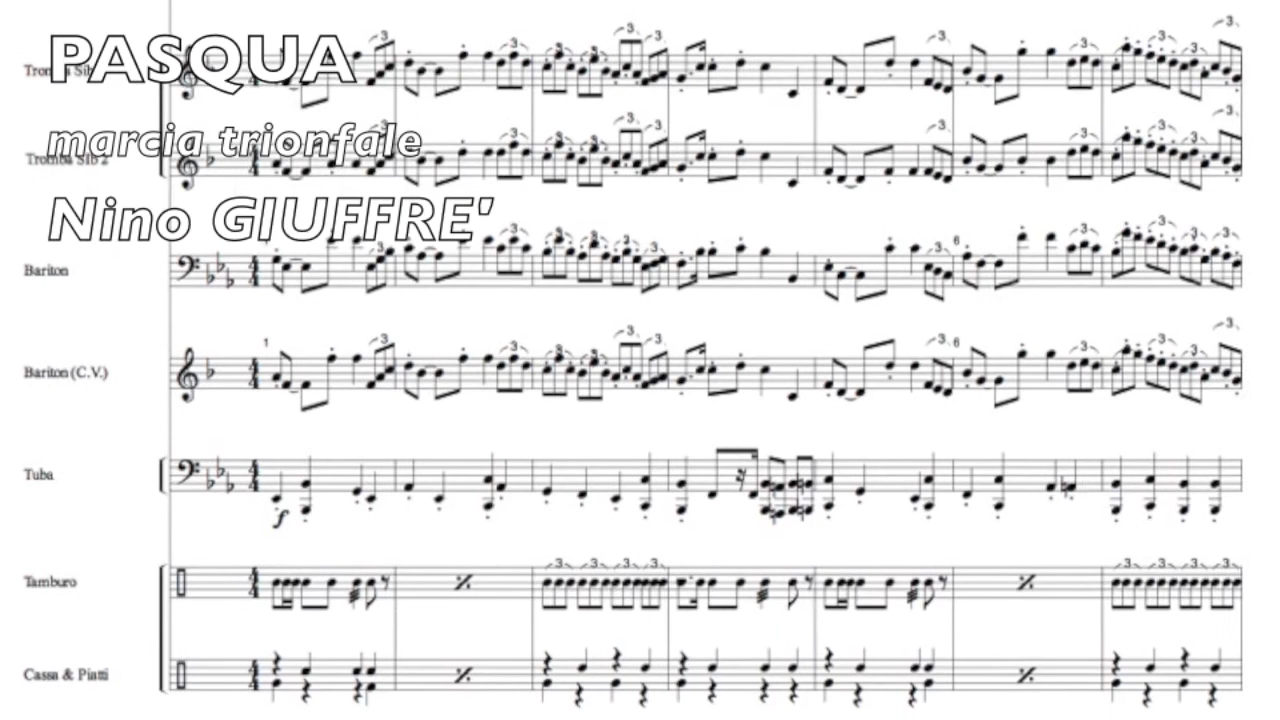 PASQUA
marcia trionfale
Nino GIUFFRE'
Tromba Sib 2
Bariton
Bariton (C.V.)
Tuba
f
Tamburo
Cassa & Piatti